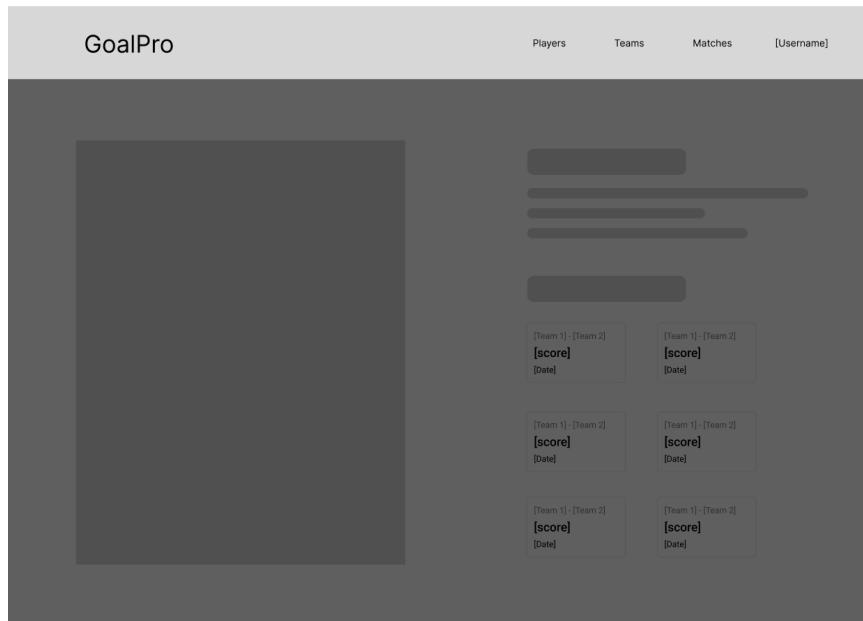 GoalPro
Players Teams Matches [Username]
[Team 1] - [Team 2] [Team 1] - [Team 2]
[score] [score]
[Date] [Date]
[Team 1] - [Team 2] [Team 1] - [Team 2]
[score] [score]
[Date] [Date]
[Team 1] - [Team 2] [Team 1] - [Team 2]
[score] [score]
[Date] [Date]